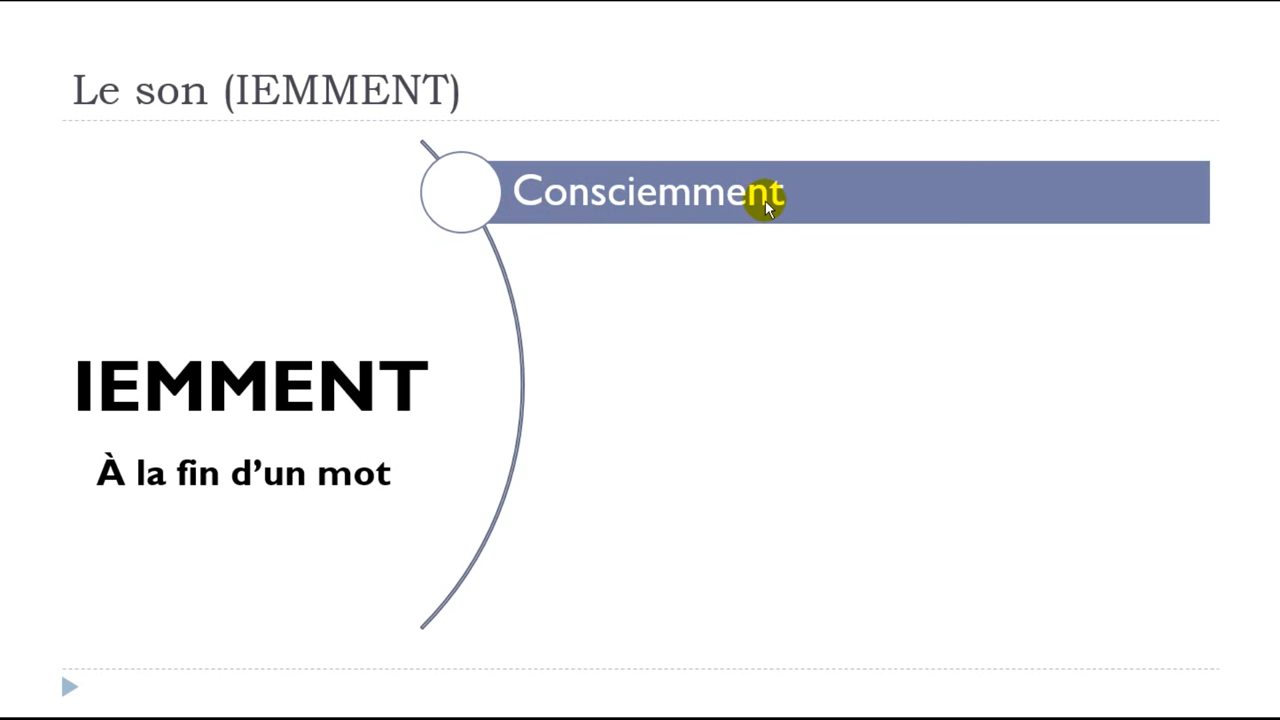 Le son (IEMMENT)
Consciemment
IEMMENT
À la fin d’un mot